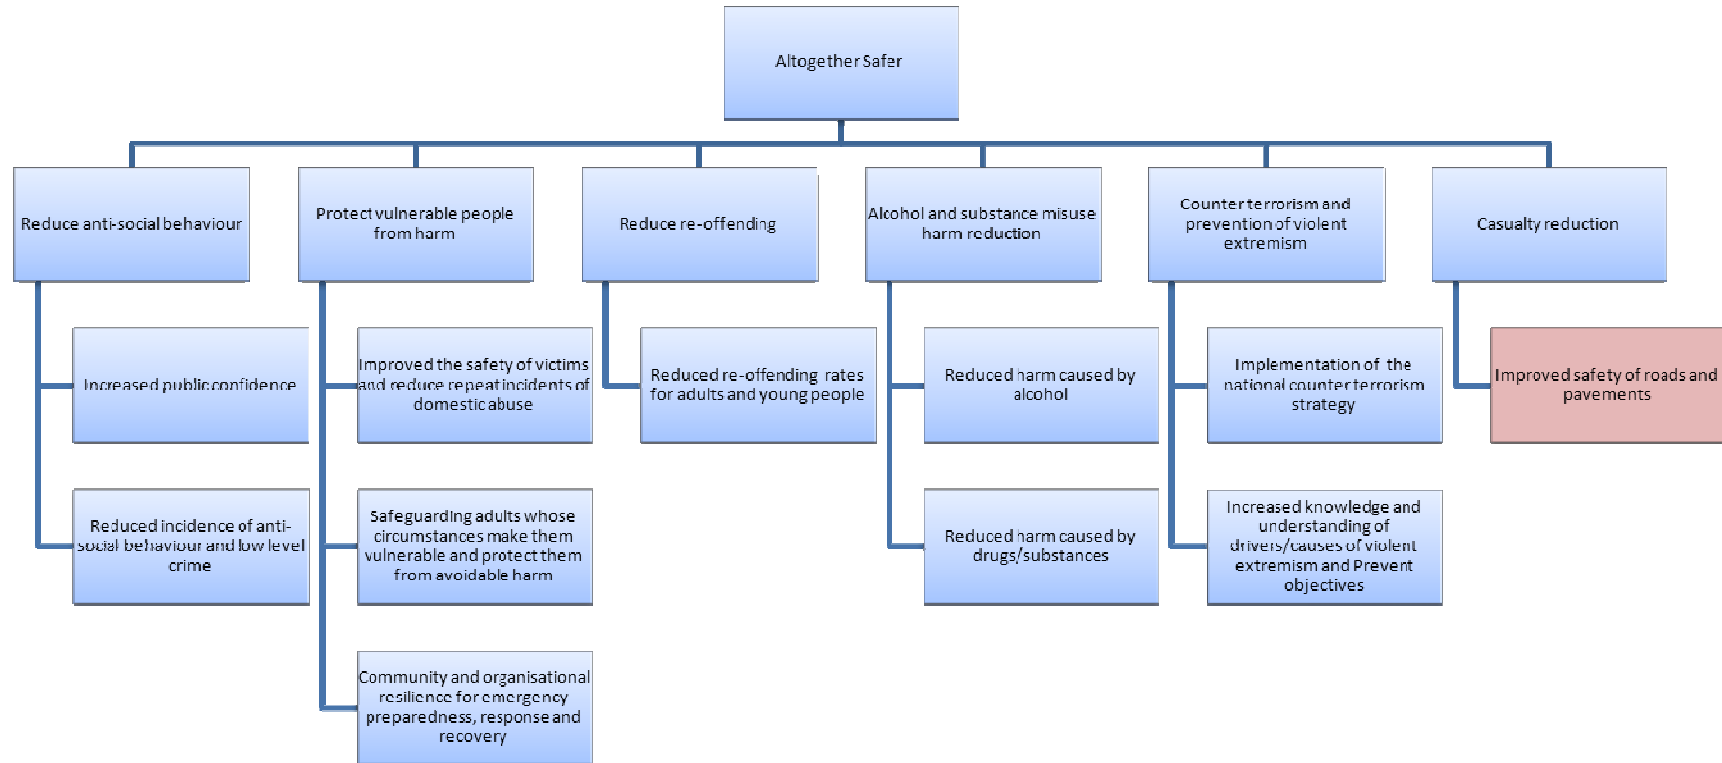 Altogether Safer
Reduce anti-social behaviour
Protect vulnerable people
from harm
Reduce re-offending
Alcohol and substance misuse
harm reduction
Counter terrorism and
prevention of violent
extremism
Casualty reduction
Increased public confidence
Reduced incidence of anti-
social behaviour and low level
crime
Improved the safety of victims
and reduce repeat incidents of
domestic abuse
Safeguarding adults whose
circumstances make them
vulnerable and protect them
from avoidable harm
Community and organisational
resilience for emergency
preparedness, response and
recovery
Reduced re-offending rates
for adults and young people
Reduced harm caused by
alcohol
Reduced harm caused by
drugs/substances
Implementation of the
national counter terrorism
strategy
Increased knowledge and
understanding of
drivers/causes of violent
extremism and Prevent
objectives
Improved safety of roads and
pavements